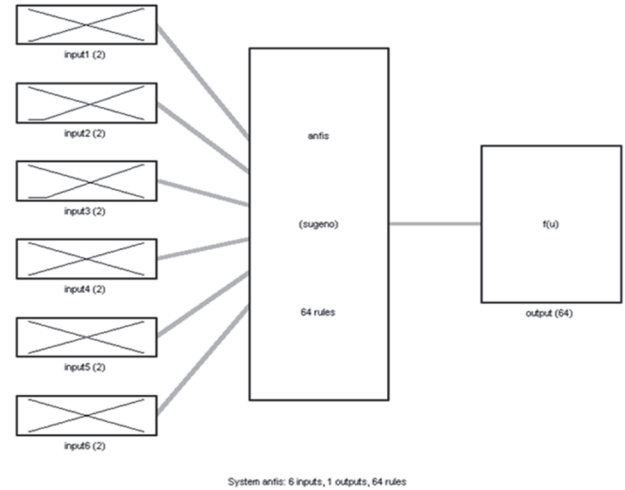 input1 (2)
input2 (2)
input3 (2)
input4 (2)
input5 (2)
input6 (2)
anfis
(sugeno)
64 rules
f(u)
output (64)
System anfis: 6 inputs, 1 outputs, 64 rules